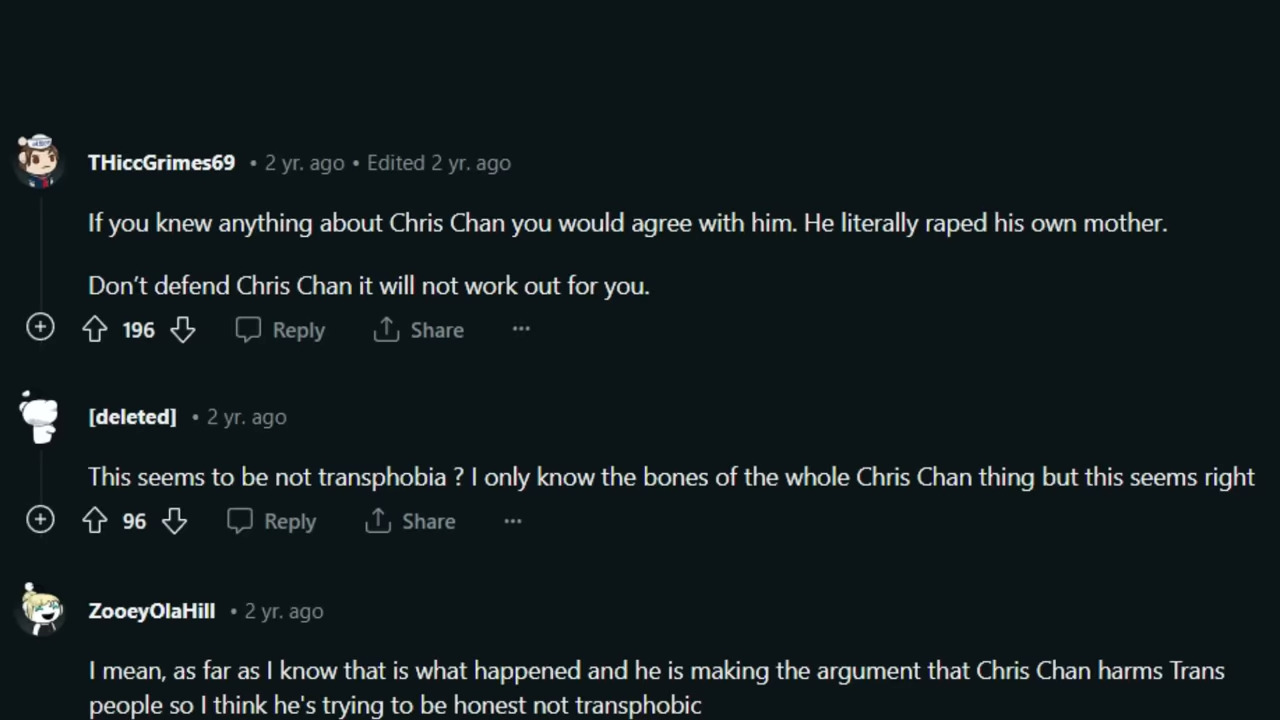 THiccGrimes69 • 2 yr. ago • Edited 2 yr. ago
If you knew anything about Chris Chan you would agree with him. He literally raped his own mother.
Don’t defend Chris Chan it will not work out for you.
196 Reply Share ...
[deleted] • 2 yr. ago
This seems to be not transphobia ? I only know the bones of the whole Chris Chan thing but this seems right
96 Reply Share ...
ZooeyOlaHill • 2 yr. ago
I mean, as far as I know that is what happened and he is making the argument that Chris Chan harms Trans
people so I think he's trying to be honest not transphobic